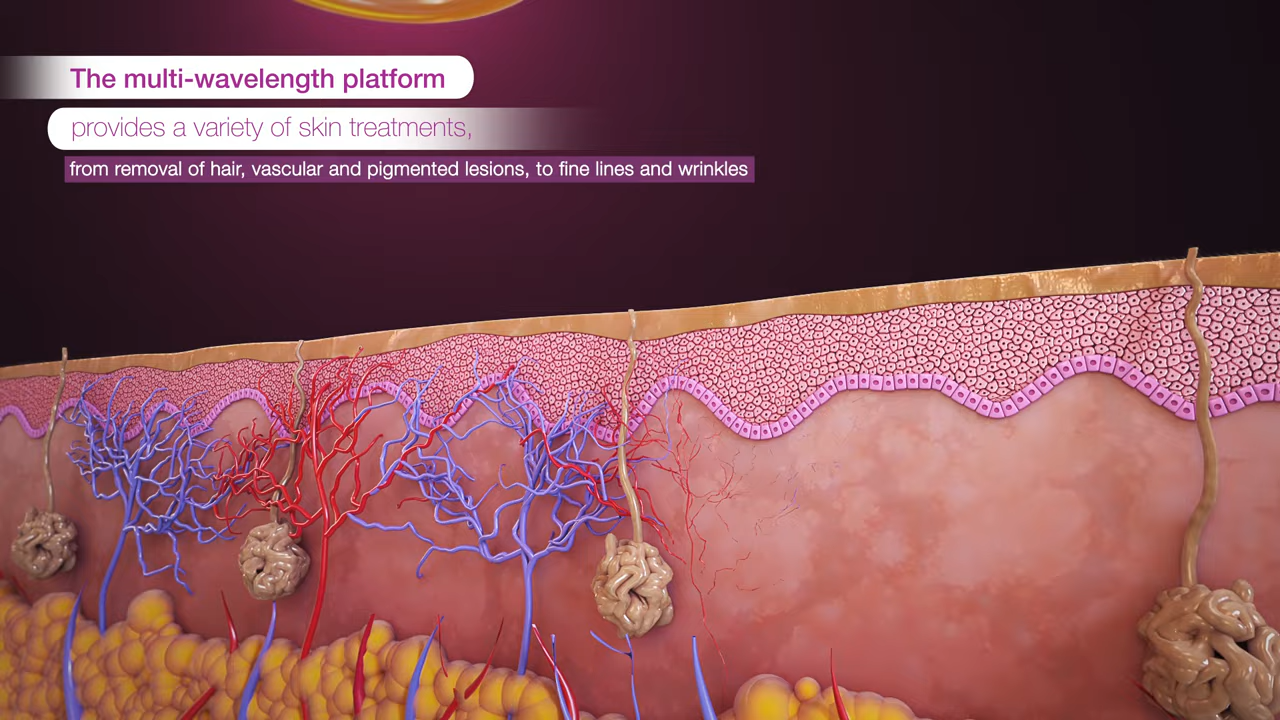 The multi-wavelength platform
provides a variety of skin treatments,
from removal of hair, vascular and pigmented lesions, to fine lines and wrinkles